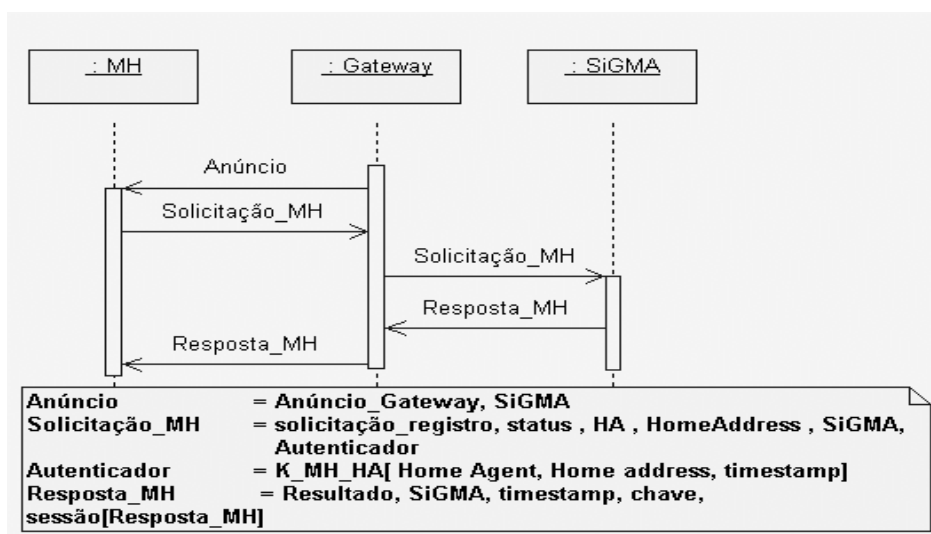 : MH
: Gateway
: SiGMA
Anúncio
Solicitação_MH
Solicitação_MH
Resposta_MH
Resposta_MH
Anúncio = Anúncio_Gateway, SiGMA
Solicitação_MH = solicitação_registro, status , HA , HomeAddress , SiGMA,
Autenticador
Autenticador = K_MH_HA[ Home Agent, Home address, timestamp]
Resposta_MH = Resultado, SiGMA, timestamp, chave,
sessão[Resposta_MH]